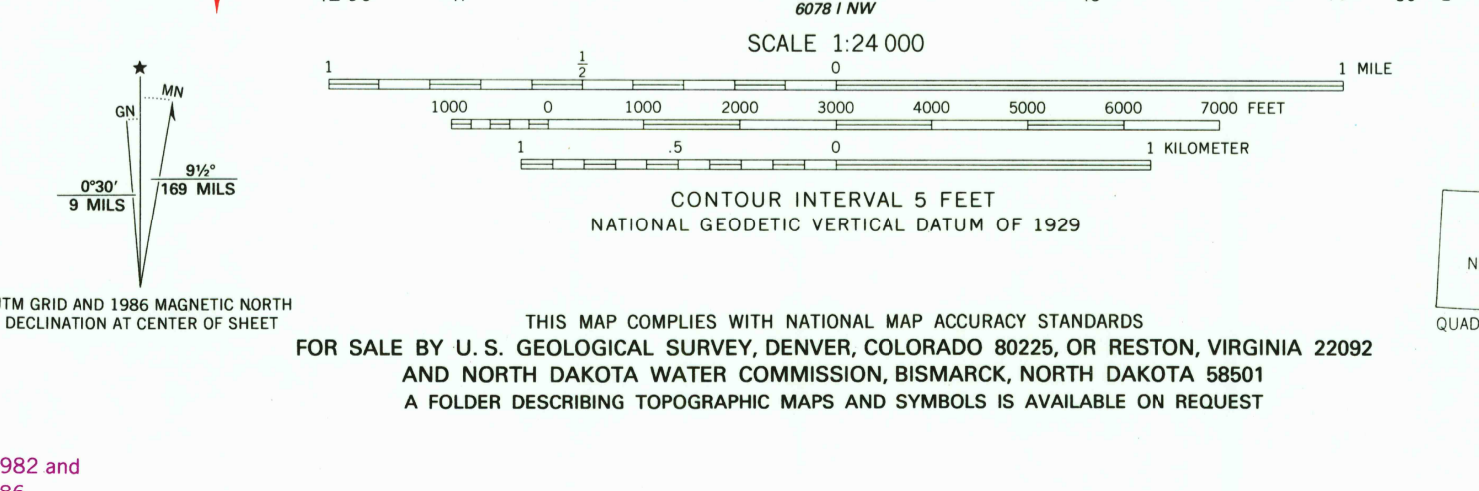 6078 I NW
SCALE 1:24 000
1 1/2 0 1 MILE
1000 0 1000 2000 3000 4000 5000 6000 7000 FEET
1 .5 0 1 KILOMETER
CONTOUR INTERVAL 5 FEET
NATIONAL GEODETIC VERTICAL DATUM OF 1929
★
MN
GN
9½°
169 MILS
0°30′
9 MILS
UTM GRID AND 1986 MAGNETIC NORTH
DECLINATION AT CENTER OF SHEET
THIS MAP COMPLIES WITH NATIONAL MAP ACCURACY STANDARDS
FOR SALE BY U. S. GEOLOGICAL SURVEY, DENVER, COLORADO 80225, OR RESTON, VIRGINIA 22092
AND NORTH DAKOTA WATER COMMISSION, BISMARCK, NORTH DAKOTA 58501
A FOLDER DESCRIBING TOPOGRAPHIC MAPS AND SYMBOLS IS AVAILABLE ON REQUEST
N
QUAD
982 and